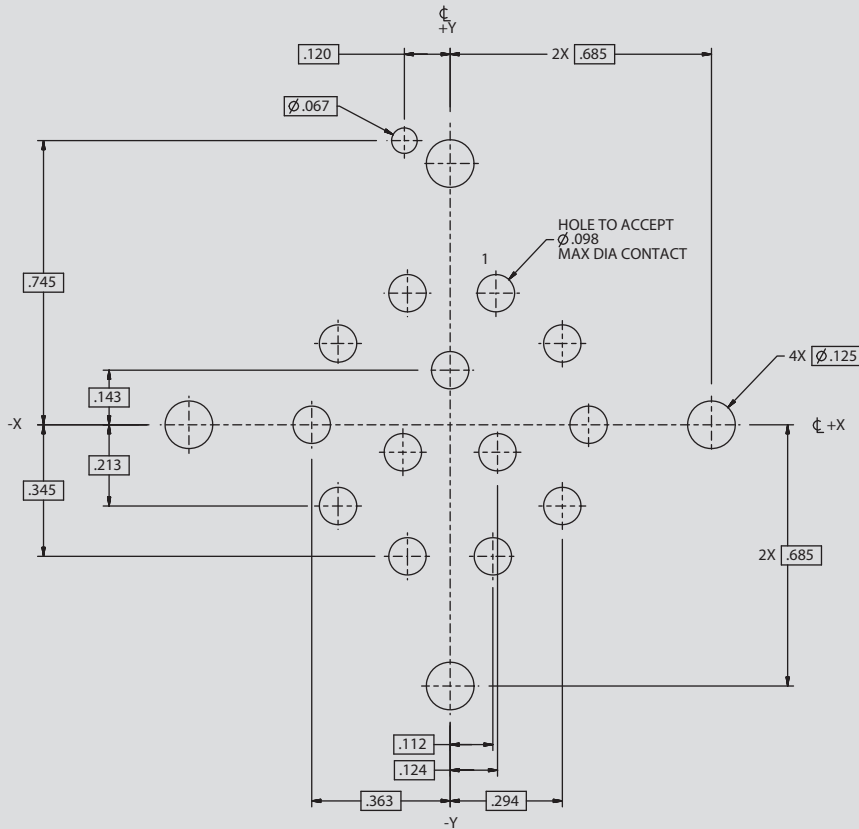 ℄
+Y
.120
2X .685
Ø.067
HOLE TO ACCEPT
Ø.098
MAX DIA CONTACT
1
.745
4X Ø.125
.143
-X
℄ +X
.213
.345
2X .685
.112
.124
.363
.294
-Y